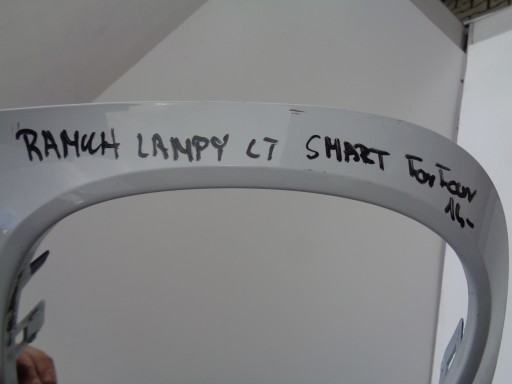 RAMKA LAMPY LT SMART ForFour
14-